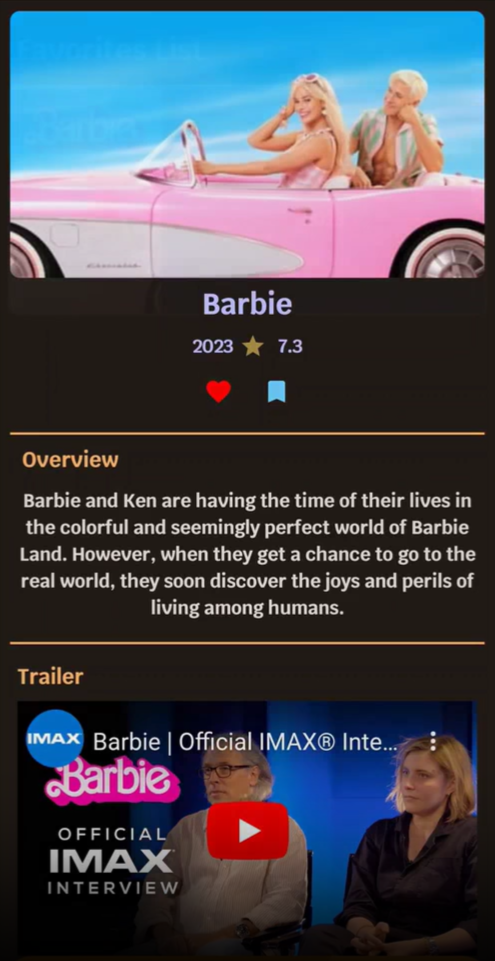 Favorites List
Barbie
Barbie
2023 7.3
Overview
Barbie and Ken are having the time of their lives in
the colorful and seemingly perfect world of Barbie
Land. However, when they get a chance to go to the
real world, they soon discover the joys and perils of
living among humans.
Trailer
IMAX Barbie | Official IMAX® Inte...
Barbie
OFFICIAL
IMAX
INTERVIEW